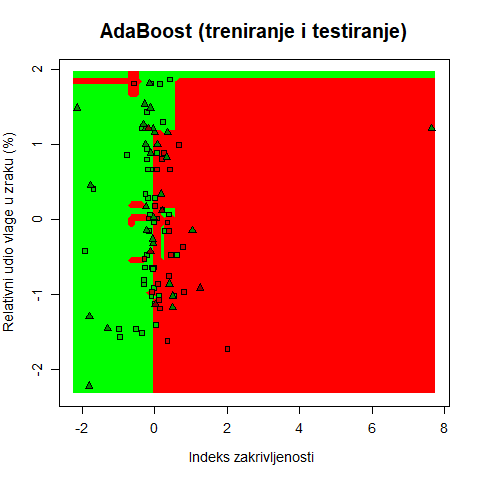 AdaBoost (treniranje i testiranje)
Relativni udio vlage u zraku (%)
2
1
0
-1
-2
-2 0 2 4 6 8
Indeks zakrivljenosti